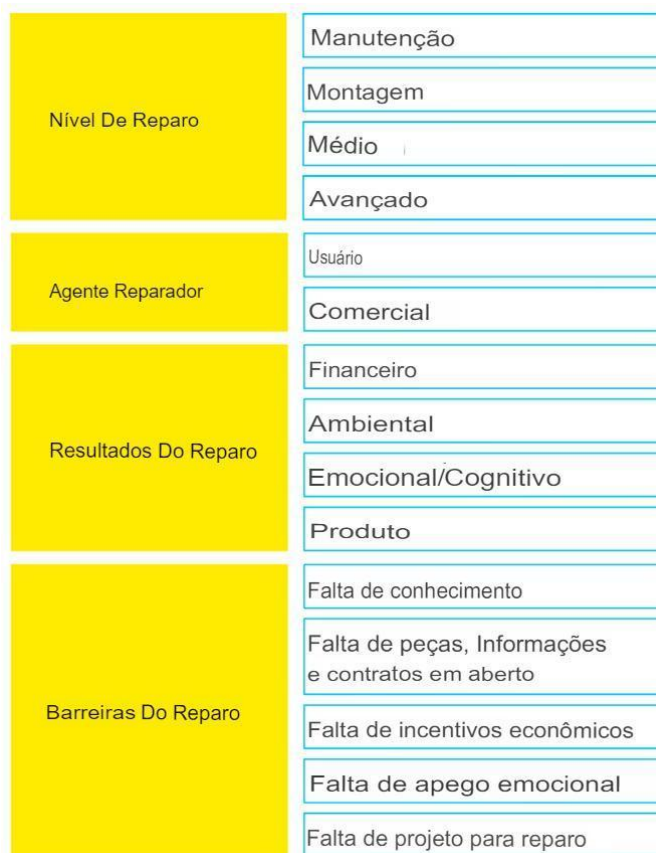 Nível De Reparo
Manutenção
Montagem
Médio
Avançado
Agente Reparador
Usuário
Comercial
Resultados Do Reparo
Financeiro
Ambiental
Emocional/Cognitivo
Produto
Barreiras Do Reparo
Falta de conhecimento
Falta de peças, Informações
e contratos em aberto
Falta de incentivos econômicos
Falta de apego emocional
Falta de projeto para reparo